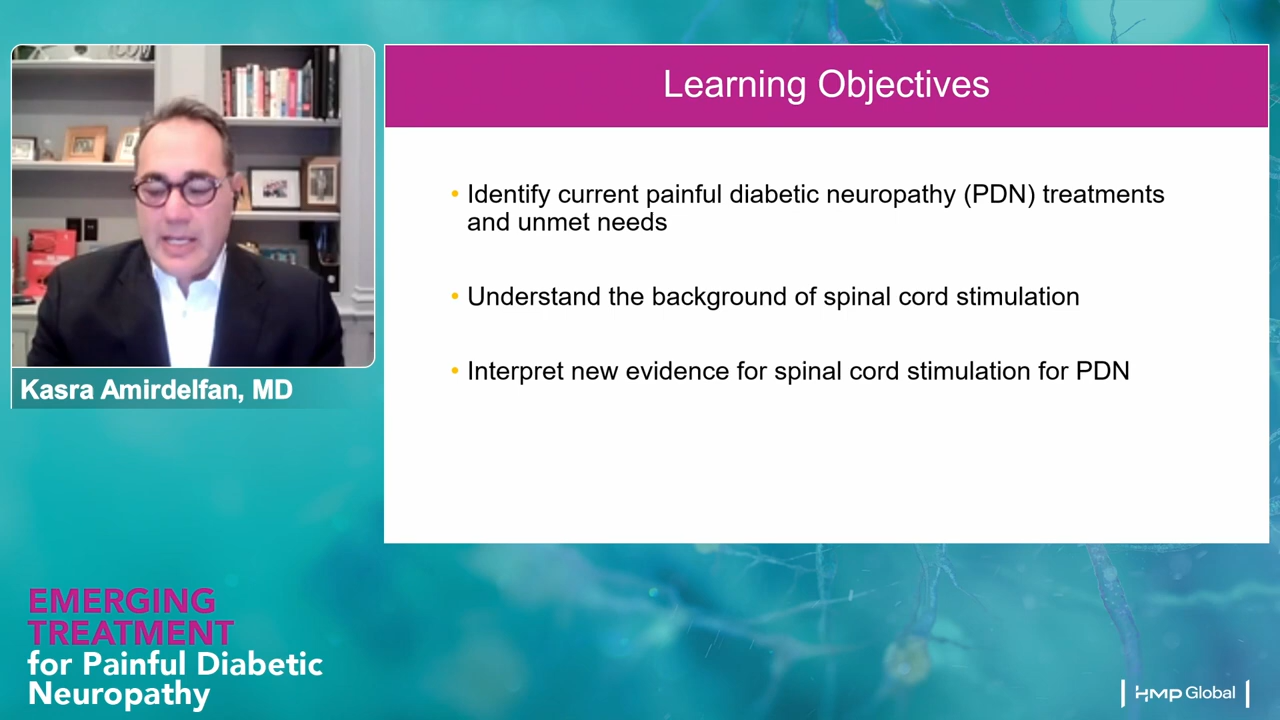 Learning Objectives
• Identify current painful diabetic neuropathy (PDN) treatments
and unmet needs
• Understand the background of spinal cord stimulation
• Interpret new evidence for spinal cord stimulation for PDN
Kasra Amirdelfan, MD
EMERGING
TREATMENT
for Painful Diabetic
Neuropathy
HMP Global